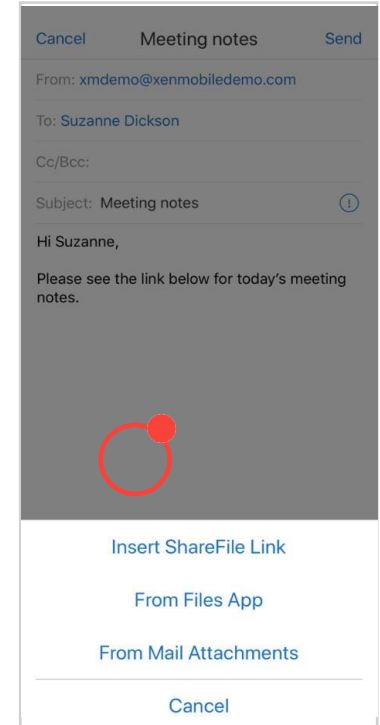 Cancel Meeting notes Send
From: xmdemo@xenmobiledemo.com
To: Suzanne Dickson
Cc/Bcc:
Subject: Meeting notes
Hi Suzanne,
Please see the link below for today's meeting
notes.
Insert ShareFile Link
From Files App
From Mail Attachments
Cancel